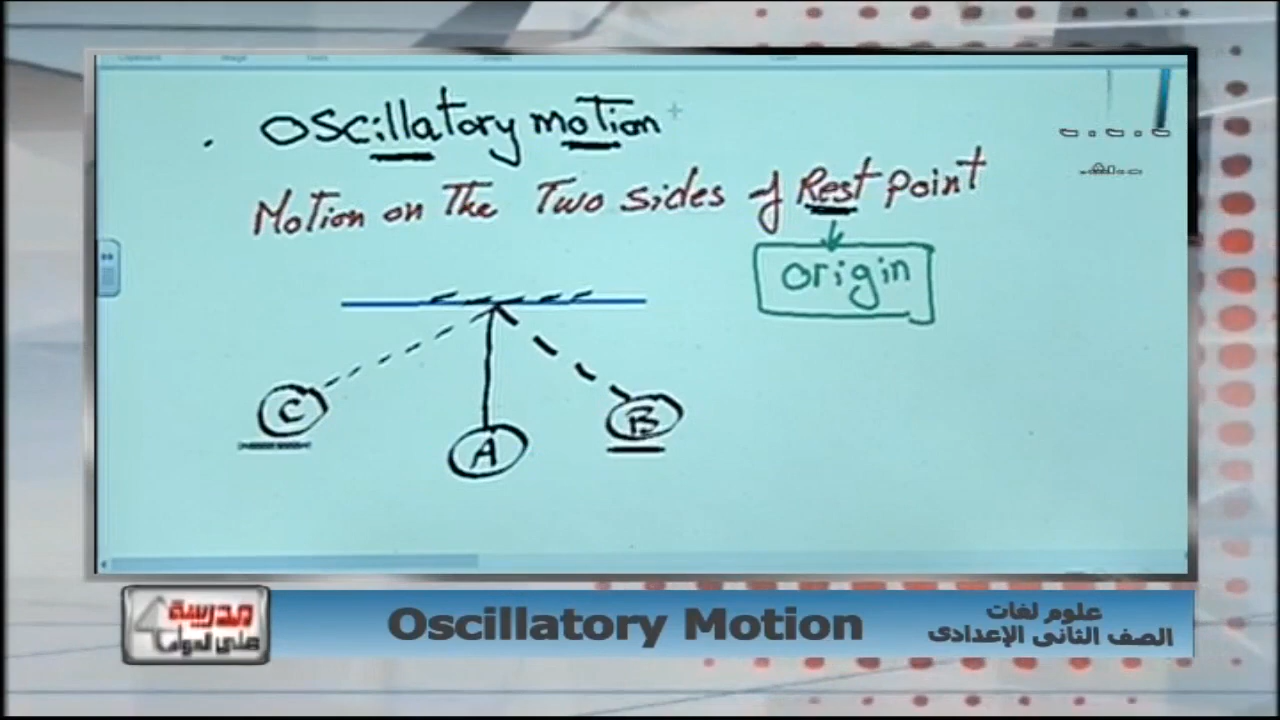 . Oscillatory motion
Motion on The Two sides of Rest point
origin
C
A
B
مدرسة
على الهواء
Oscillatory Motion
علوم لغات
الصف الثانى الإعدادى